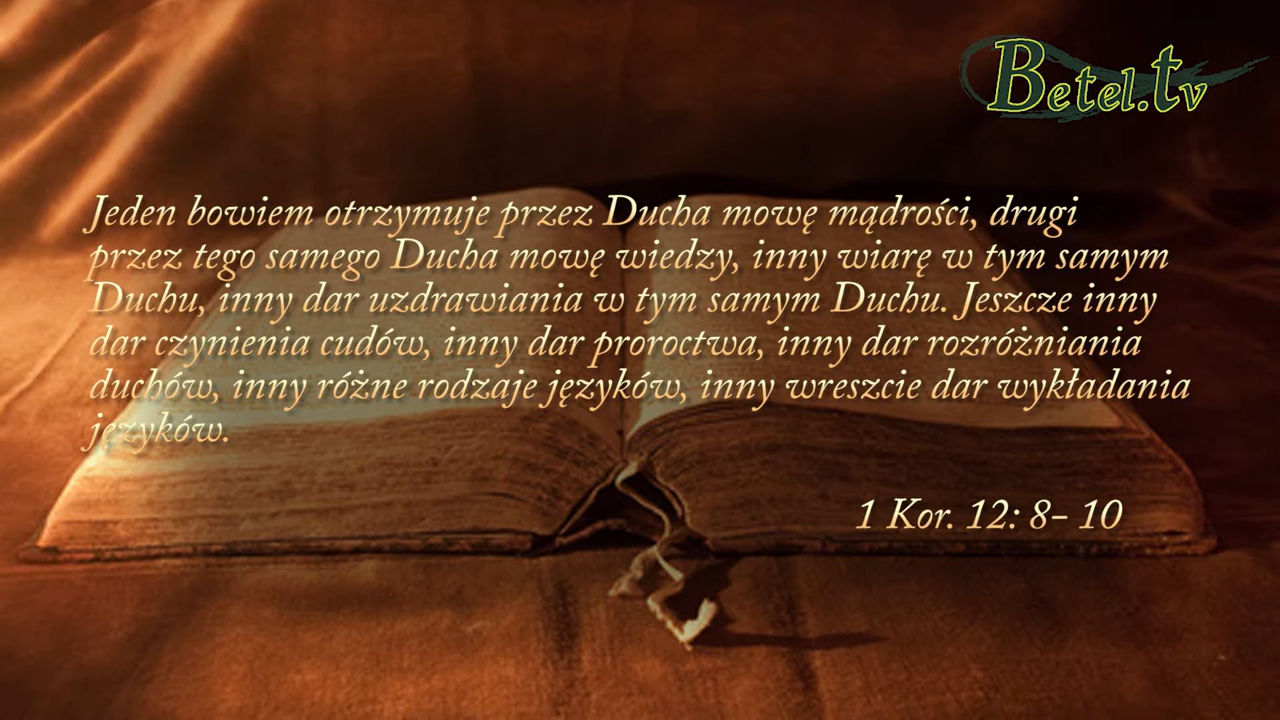 Betel.tv
Jeden bowiem otrzymuje przez Ducha mowę mądrości, drugi
przez tego samego Ducha mowę wiedzy, inny wiarę w tym samym
Duchu, inny dar uzdrawiania w tym samym Duchu. Jeszcze inny
dar czynienia cudów, inny dar proroctwa, inny dar rozróżniania
duchów, inny różne rodzaje języków, inny wreszcie dar wykładania
języków.
1 Kor. 12: 8- 10